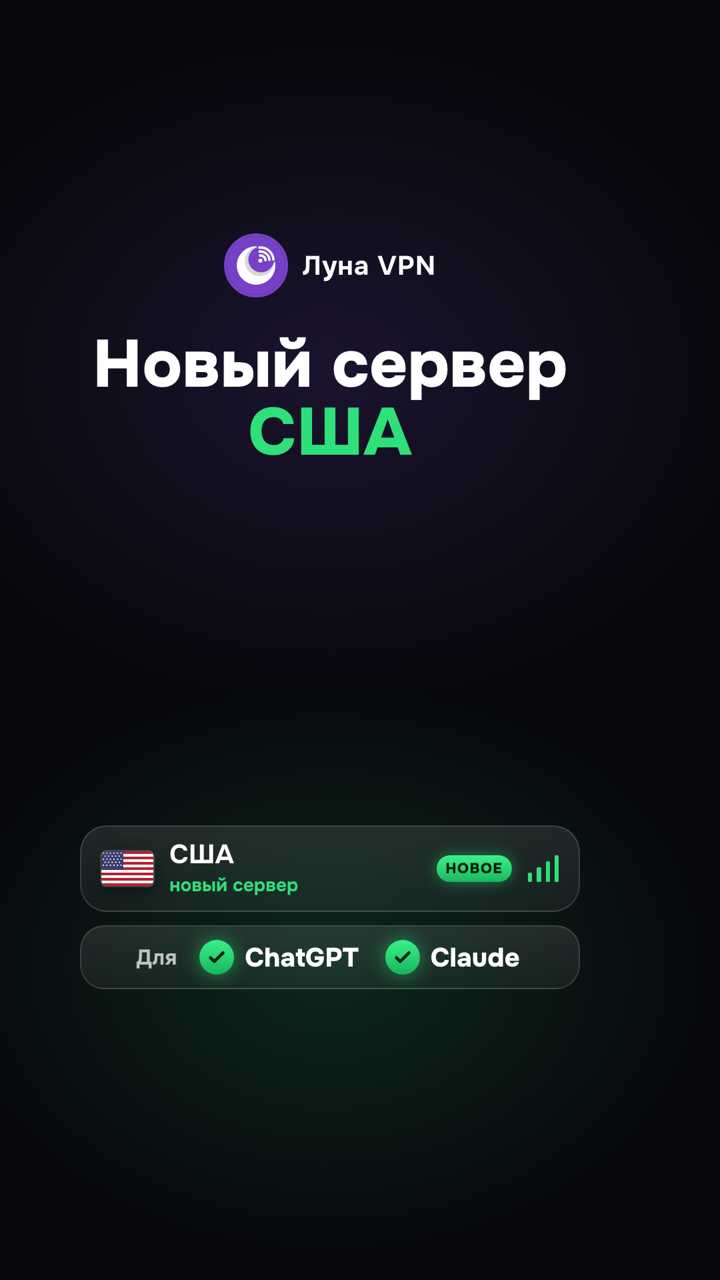 Луна VPN
Новый сервер
США
США
новый сервер
НОВОЕ
Для ChatGPT Claude